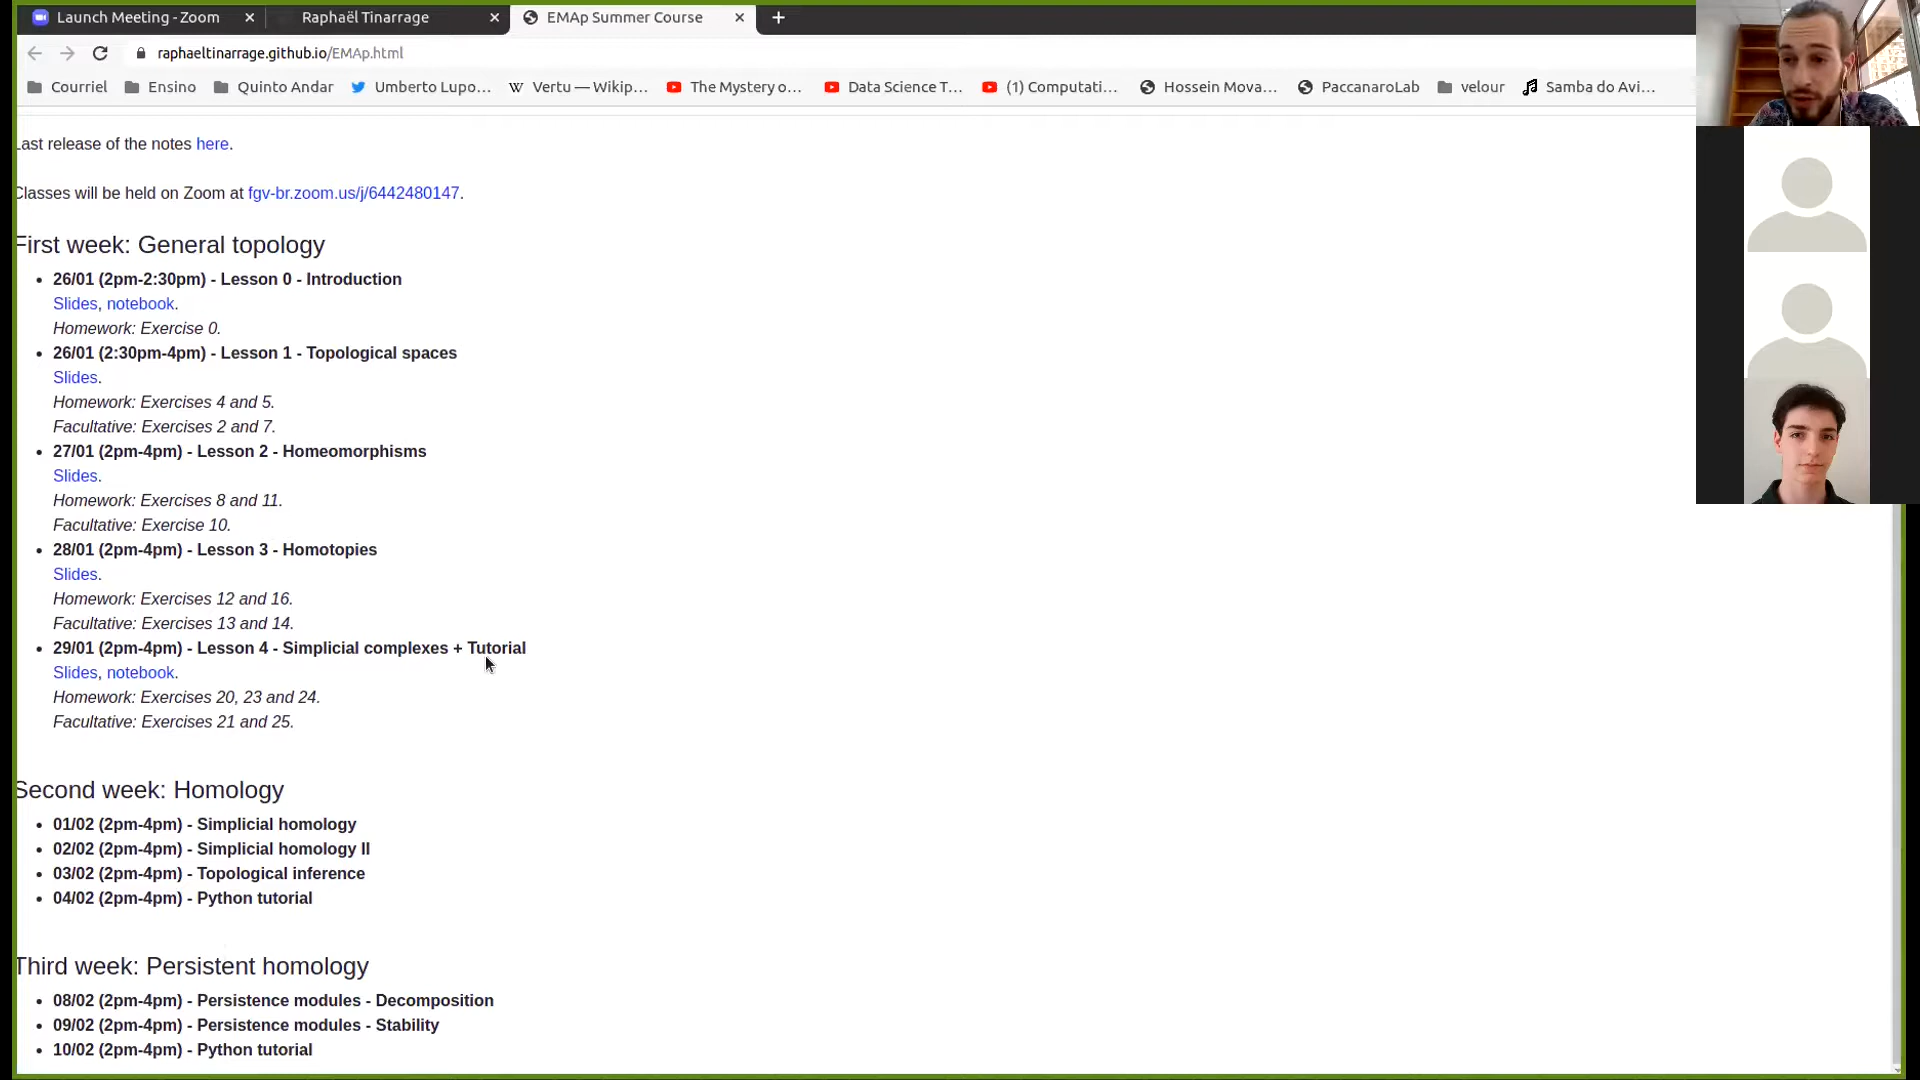 Launch Meeting - Zoom
Raphaël Tinarrage
EMAp Summer Course
raphaeltinarrage.github.io/EMAp.html
Courriel
Ensino
Quinto Andar
Umberto Lupo...
Vertu — Wikip...
The Mystery o...
Data Science T...
(1) Computati...
Hossein Mova...
PaccanaroLab
velour
Samba do Avi...
Last release of the notes here.
Classes will be held on Zoom at fgv-br.zoom.us/j/6442480147.
First week: General topology
• 26/01 (2pm-2:30pm) - Lesson 0 - Introduction
Slides, notebook.
Homework: Exercise 0.
• 26/01 (2:30pm-4pm) - Lesson 1 - Topological spaces
Slides.
Homework: Exercises 4 and 5.
Facultative: Exercises 2 and 7.
• 27/01 (2pm-4pm) - Lesson 2 - Homeomorphisms
Slides.
Homework: Exercises 8 and 11.
Facultative: Exercise 10.
• 28/01 (2pm-4pm) - Lesson 3 - Homotopies
Slides.
Homework: Exercises 12 and 16.
Facultative: Exercises 13 and 14.
• 29/01 (2pm-4pm) - Lesson 4 - Simplicial complexes + Tutorial
Slides, notebook.
Homework: Exercises 20, 23 and 24.
Facultative: Exercises 21 and 25.
Second week: Homology
• 01/02 (2pm-4pm) - Simplicial homology
• 02/02 (2pm-4pm) - Simplicial homology II
• 03/02 (2pm-4pm) - Topological inference
• 04/02 (2pm-4pm) - Python tutorial
Third week: Persistent homology
• 08/02 (2pm-4pm) - Persistence modules - Decomposition
• 09/02 (2pm-4pm) - Persistence modules - Stability
• 10/02 (2pm-4pm) - Python tutorial